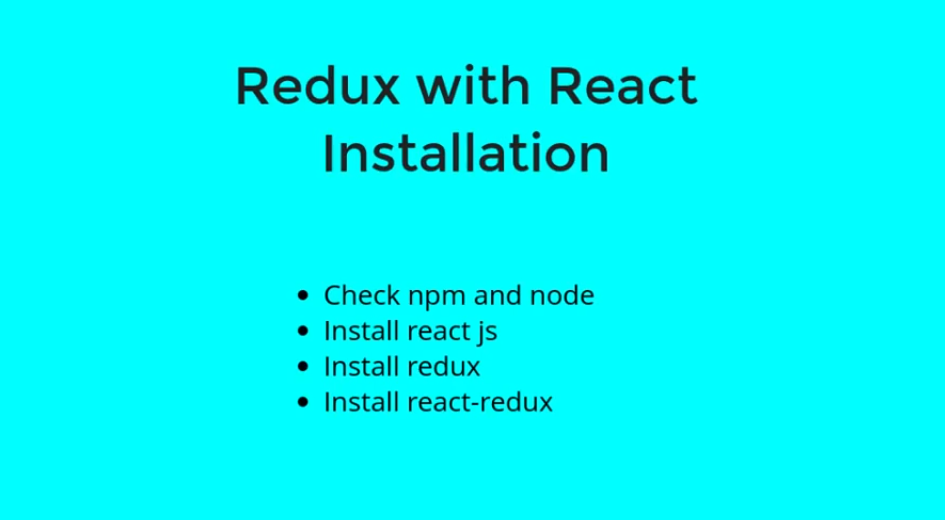 Redux with React
Installation
• Check npm and node
• Install react js
• Install redux
• Install react-redux